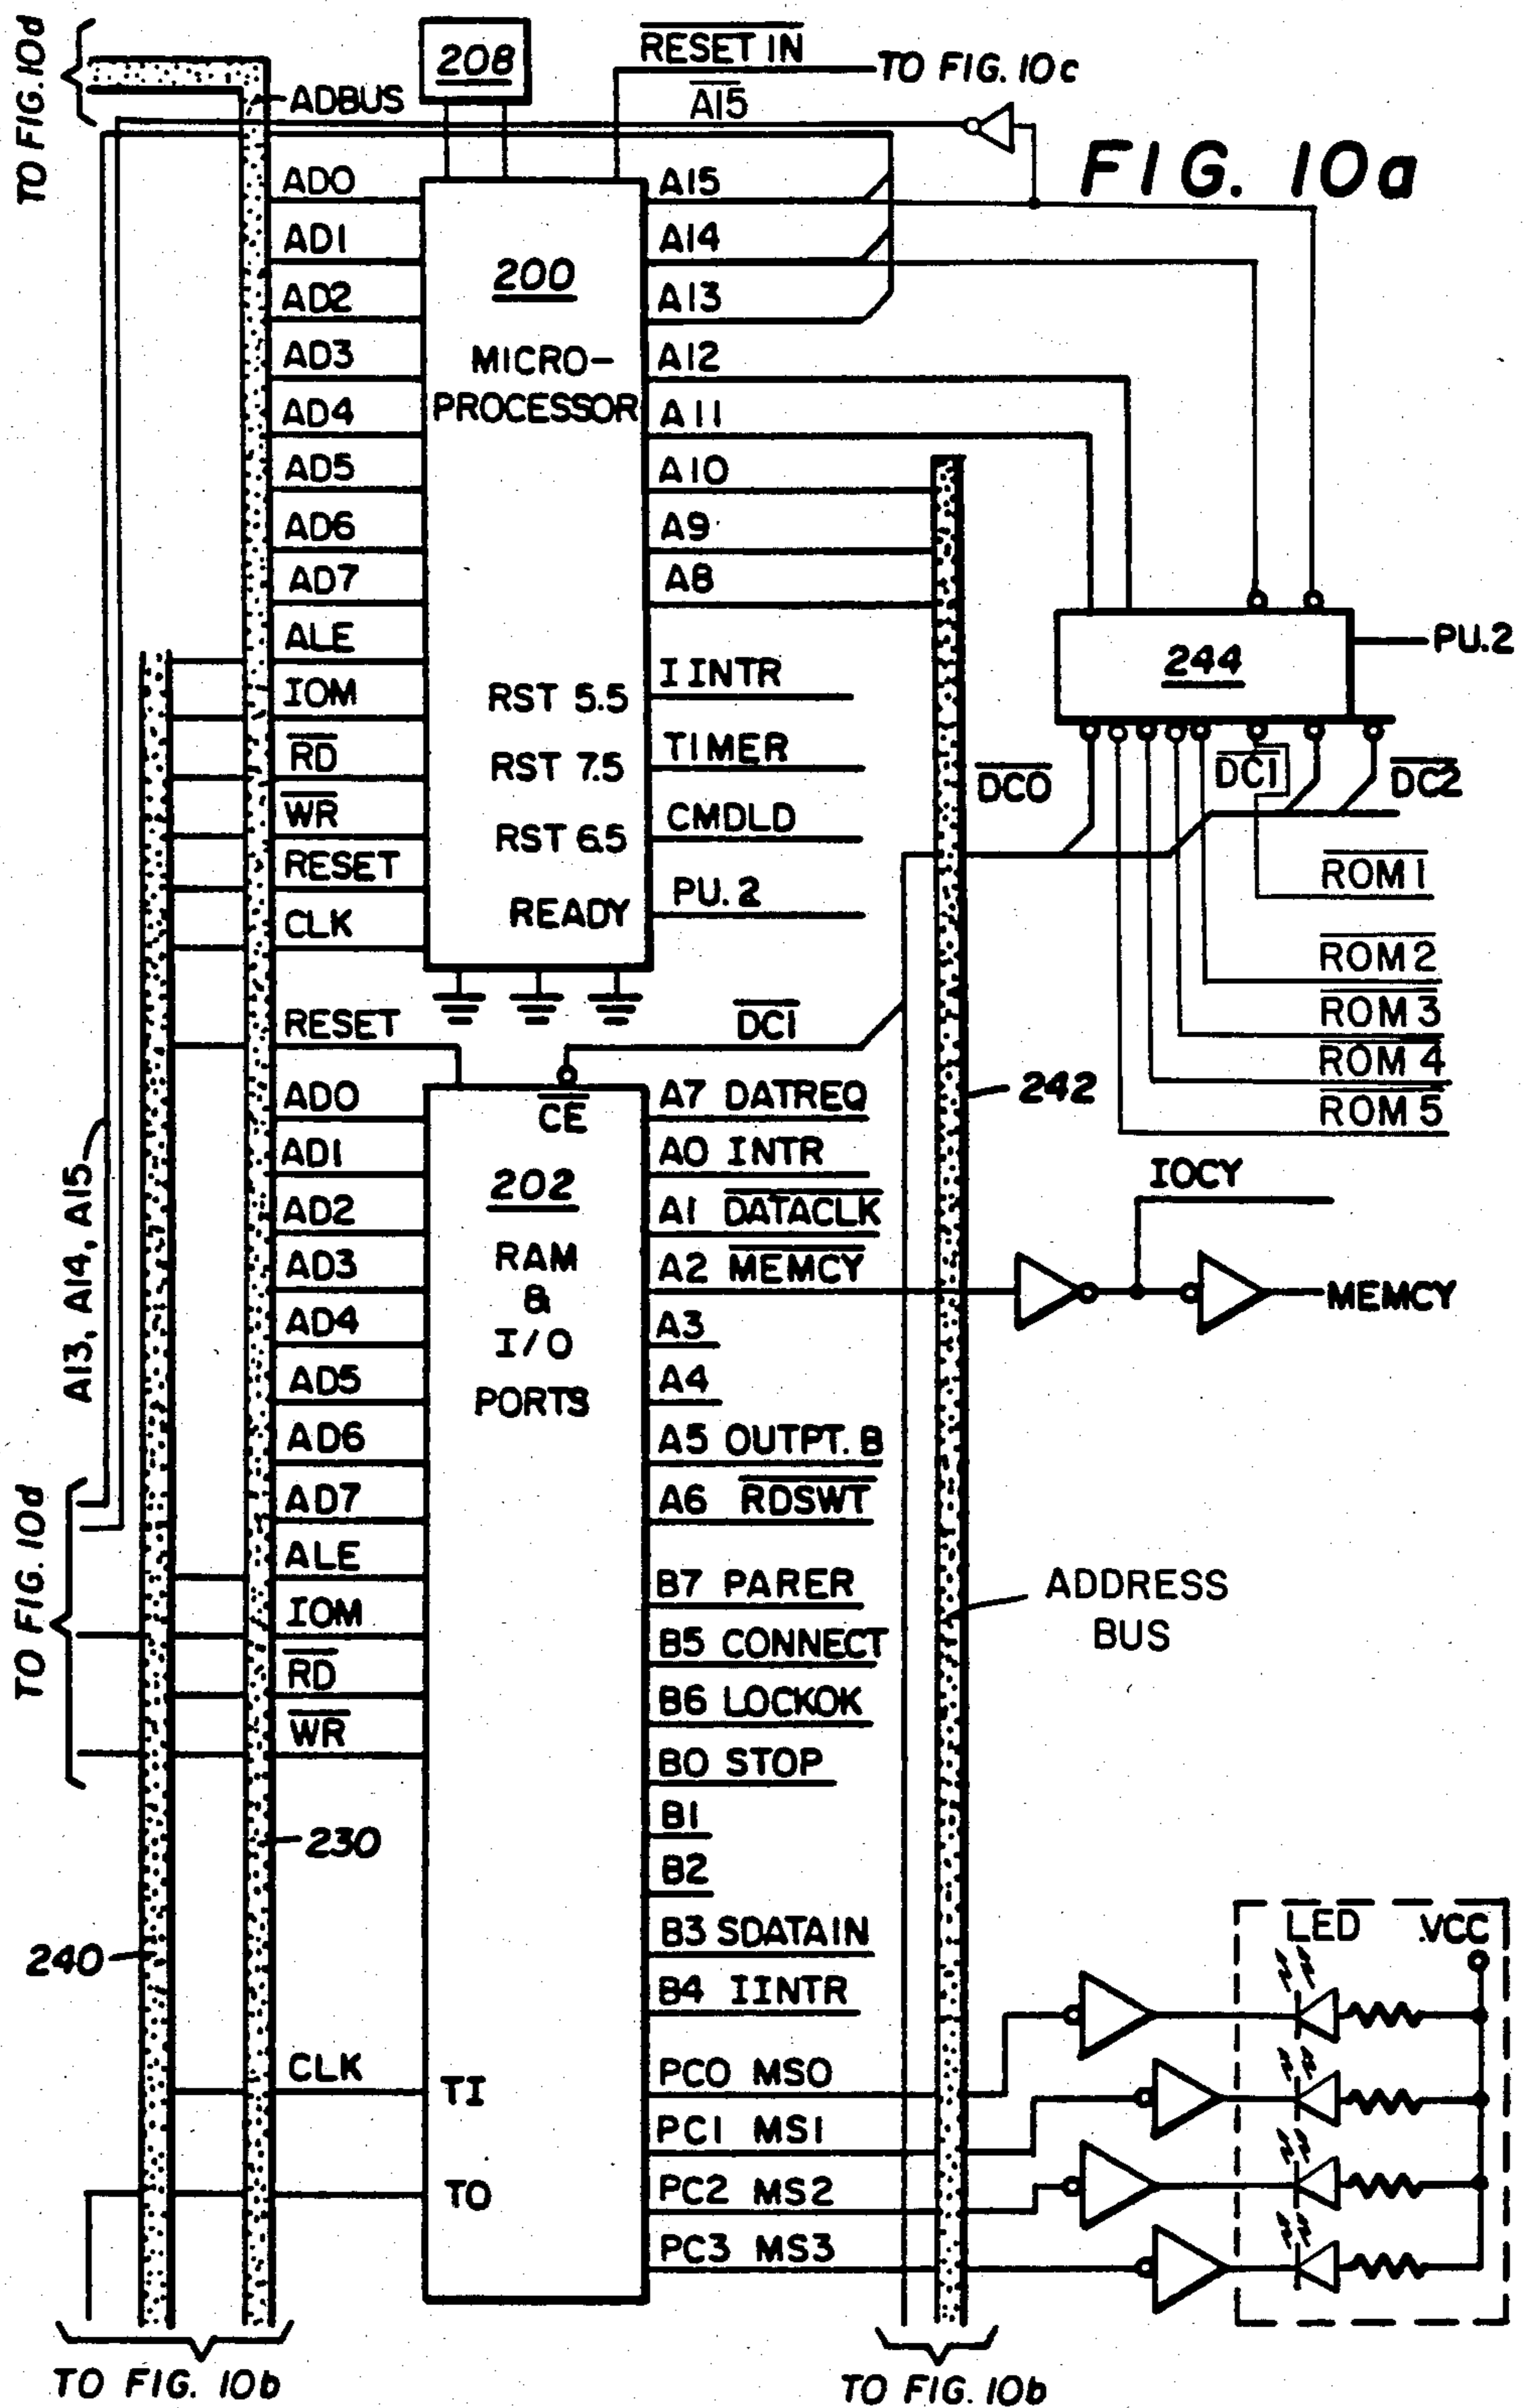 TO FIG. 10d
208
RESET IN
TO FIG. 10c
ADBUS
A15
FIG. 10a
AD0
AD1
AD2
AD3
AD4
AD5
AD6
AD7
ALE
IOM
RD
WR
RESET
CLK
200
MICRO-
PROCESSOR
RST 5.5
RST 7.5
RST 6.5
READY
A15
A14
A13
A12
A11
A10
A9
A8
I INTR
TIMER
CMDLD
PU.2
244
PU.2
DC0
DC1
DC2
ROM 1
ROM 2
ROM 3
ROM 4
ROM 5
RESET
DC1
242
AD0
AD1
AD2
AD3
AD4
AD5
AD6
AD7
ALE
IOM
RD
WR
CE
202
RAM
&
I/O
PORTS
A7 DATREQ
A0 INTR
A1 DATACLK
A2 MEMCY
A3
A4
A5 OUTPT. B
A6 RDSWT
B7 PARER
B5 CONNECT
B6 LOCKOK
B0 STOP
B1
B2
B3 SDATAIN
B4 IINTR
IOCY
MEMCY
A13, A14, A15
TO FIG. 10d
ADDRESS
BUS
230
240
CLK
TI
TO
PC0 MS0
PC1 MS1
PC2 MS2
PC3 MS3
LED
VCC
TO FIG. 10b
TO FIG. 10b